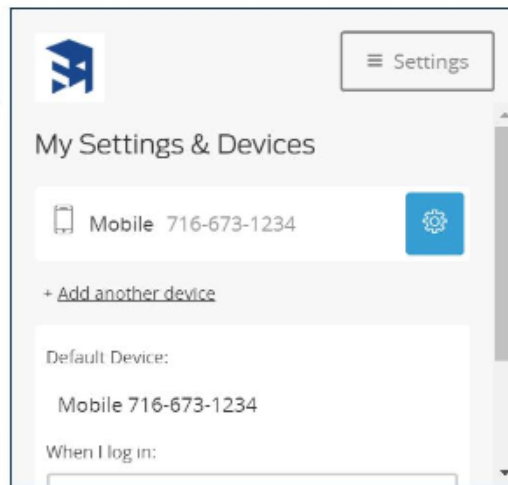 ≡ Settings
My Settings & Devices
Mobile 716-673-1234
+ Add another device
Default Device:
Mobile 716-673-1234
When I log in: